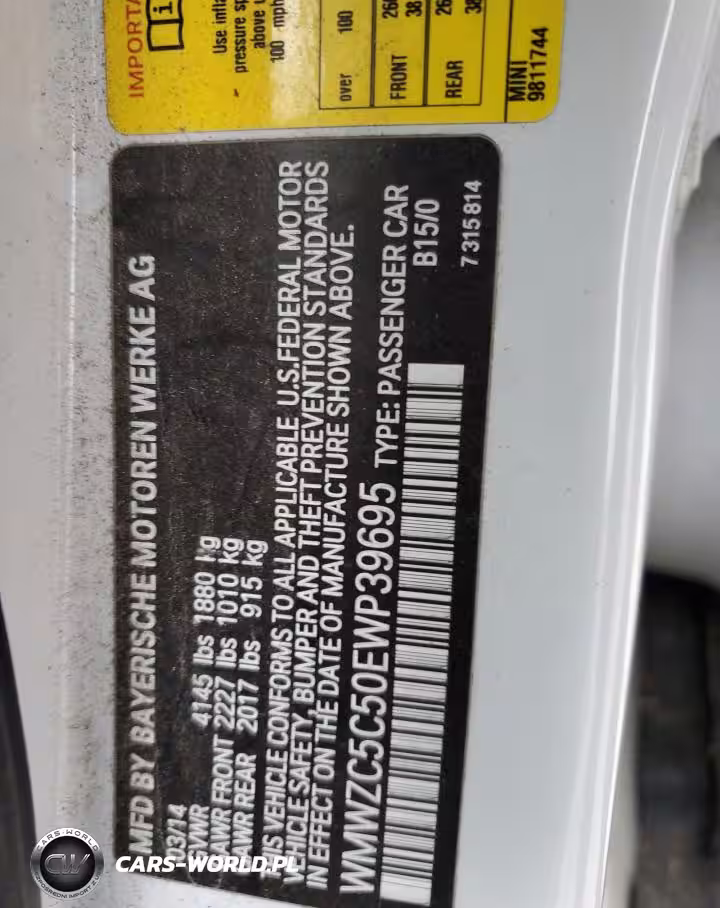 IMPORTA
Use infla
pressure sp
above
100 mph
over 100
FRONT
REAR
MINI
9811744
MFD BY BAYERISCHE MOTOREN WERKE AG
03/14
GVWR 4145 lbs 1880 kg
GAWR FRONT 2227 lbs 1010 kg
GAWR REAR 2017 lbs 915 kg
THIS VEHICLE CONFORMS TO ALL APPLICABLE U.S.FEDERAL MOTOR
VEHICLE SAFETY, BUMPER AND THEFT PREVENTION STANDARDS
IN EFFECT ON THE DATE OF MANUFACTURE SHOWN ABOVE.
WMWZC5C50EWP39695 TYPE: PASSENGER CAR
B15/0
7 315 814
CARS-WORLD
CW
CARS-WORLD.PL